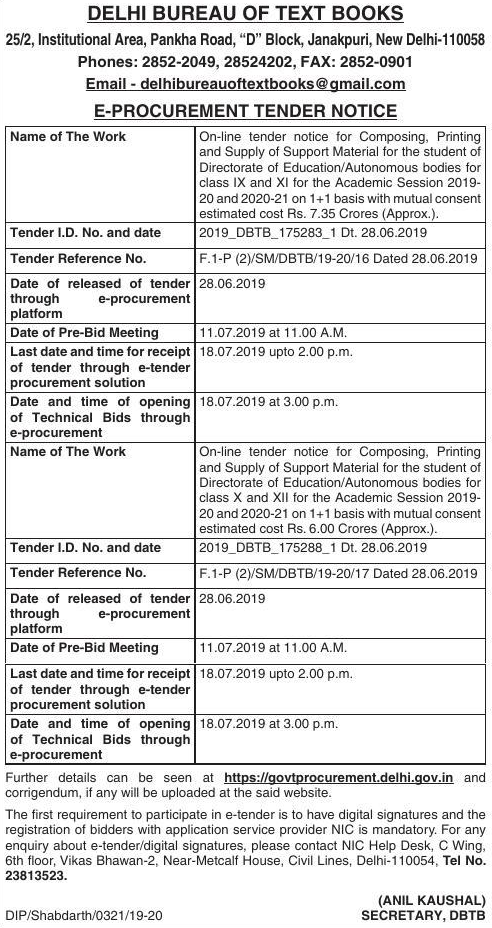 DELHI BUREAU OF TEXT BOOKS
25/2, Institutional Area, Pankha Road, “D” Block, Janakpuri, New Delhi-110058
Phones: 2852-2049, 28524202, FAX: 2852-0901
Email - delhibureauoftextbooks@gmail.com
E-PROCUREMENT TENDER NOTICE
Name of The Work
On-line tender notice for Composing, Printing
and Supply of Support Material for the student of
Directorate of Education/Autonomous bodies for
class IX and XI for the Academic Session 2019-
20 and 2020-21 on 1+1 basis with mutual consent
estimated cost Rs. 7.35 Crores (Approx.).
Tender I.D. No. and date
2019_DBTB_175283_1 Dt. 28.06.2019
Tender Reference No.
F.1-P (2)/SM/DBTB/19-20/16 Dated 28.06.2019
Date of released of tender
through e-procurement
platform
28.06.2019
Date of Pre-Bid Meeting
11.07.2019 at 11.00 A.M.
Last date and time for receipt
of tender through e-tender
procurement solution
18.07.2019 upto 2.00 p.m.
Date and time of opening
of Technical Bids through
e-procurement
18.07.2019 at 3.00 p.m.
Name of The Work
On-line tender notice for Composing, Printing
and Supply of Support Material for the student of
Directorate of Education/Autonomous bodies for
class X and XII for the Academic Session 2019-
20 and 2020-21 on 1+1 basis with mutual consent
estimated cost Rs. 6.00 Crores (Approx.).
Tender I.D. No. and date
2019_DBTB_175288_1 Dt. 28.06.2019
Tender Reference No.
F.1-P (2)/SM/DBTB/19-20/17 Dated 28.06.2019
Date of released of tender
through e-procurement
platform
28.06.2019
Date of Pre-Bid Meeting
11.07.2019 at 11.00 A.M.
Last date and time for receipt
of tender through e-tender
procurement solution
18.07.2019 upto 2.00 p.m.
Date and time of opening
of Technical Bids through
e-procurement
18.07.2019 at 3.00 p.m.
Further details can be seen at https://govtprocurement.delhi.gov.in and
corrigendum, if any will be uploaded at the said website.
The first requirement to participate in e-tender is to have digital signatures and the
registration of bidders with application service provider NIC is mandatory. For any
enquiry about e-tender/digital signatures, please contact NIC Help Desk, C Wing,
6th floor, Vikas Bhawan-2, Near-Metcalf House, Civil Lines, Delhi-110054, Tel No.
23813523.
(ANIL KAUSHAL)
DIP/Shabdarth/0321/19-20 SECRETARY, DBTB